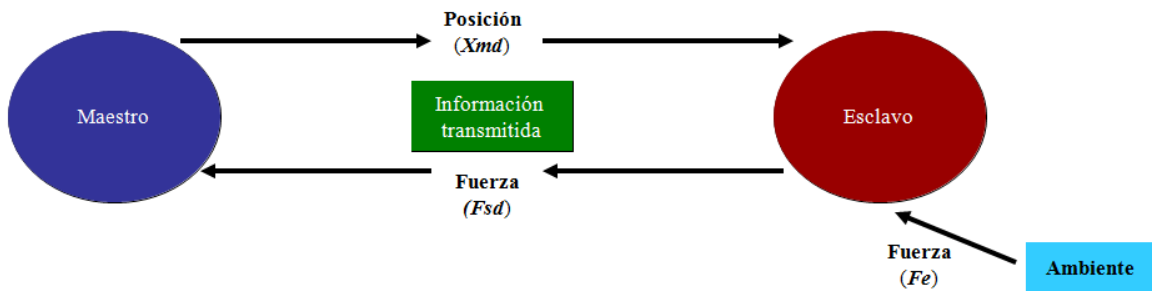 Posición
(Xmd)
Maestro
Información
transmitida
Esclavo
Fuerza
(Fsd)
Fuerza
(Fe)
Ambiente